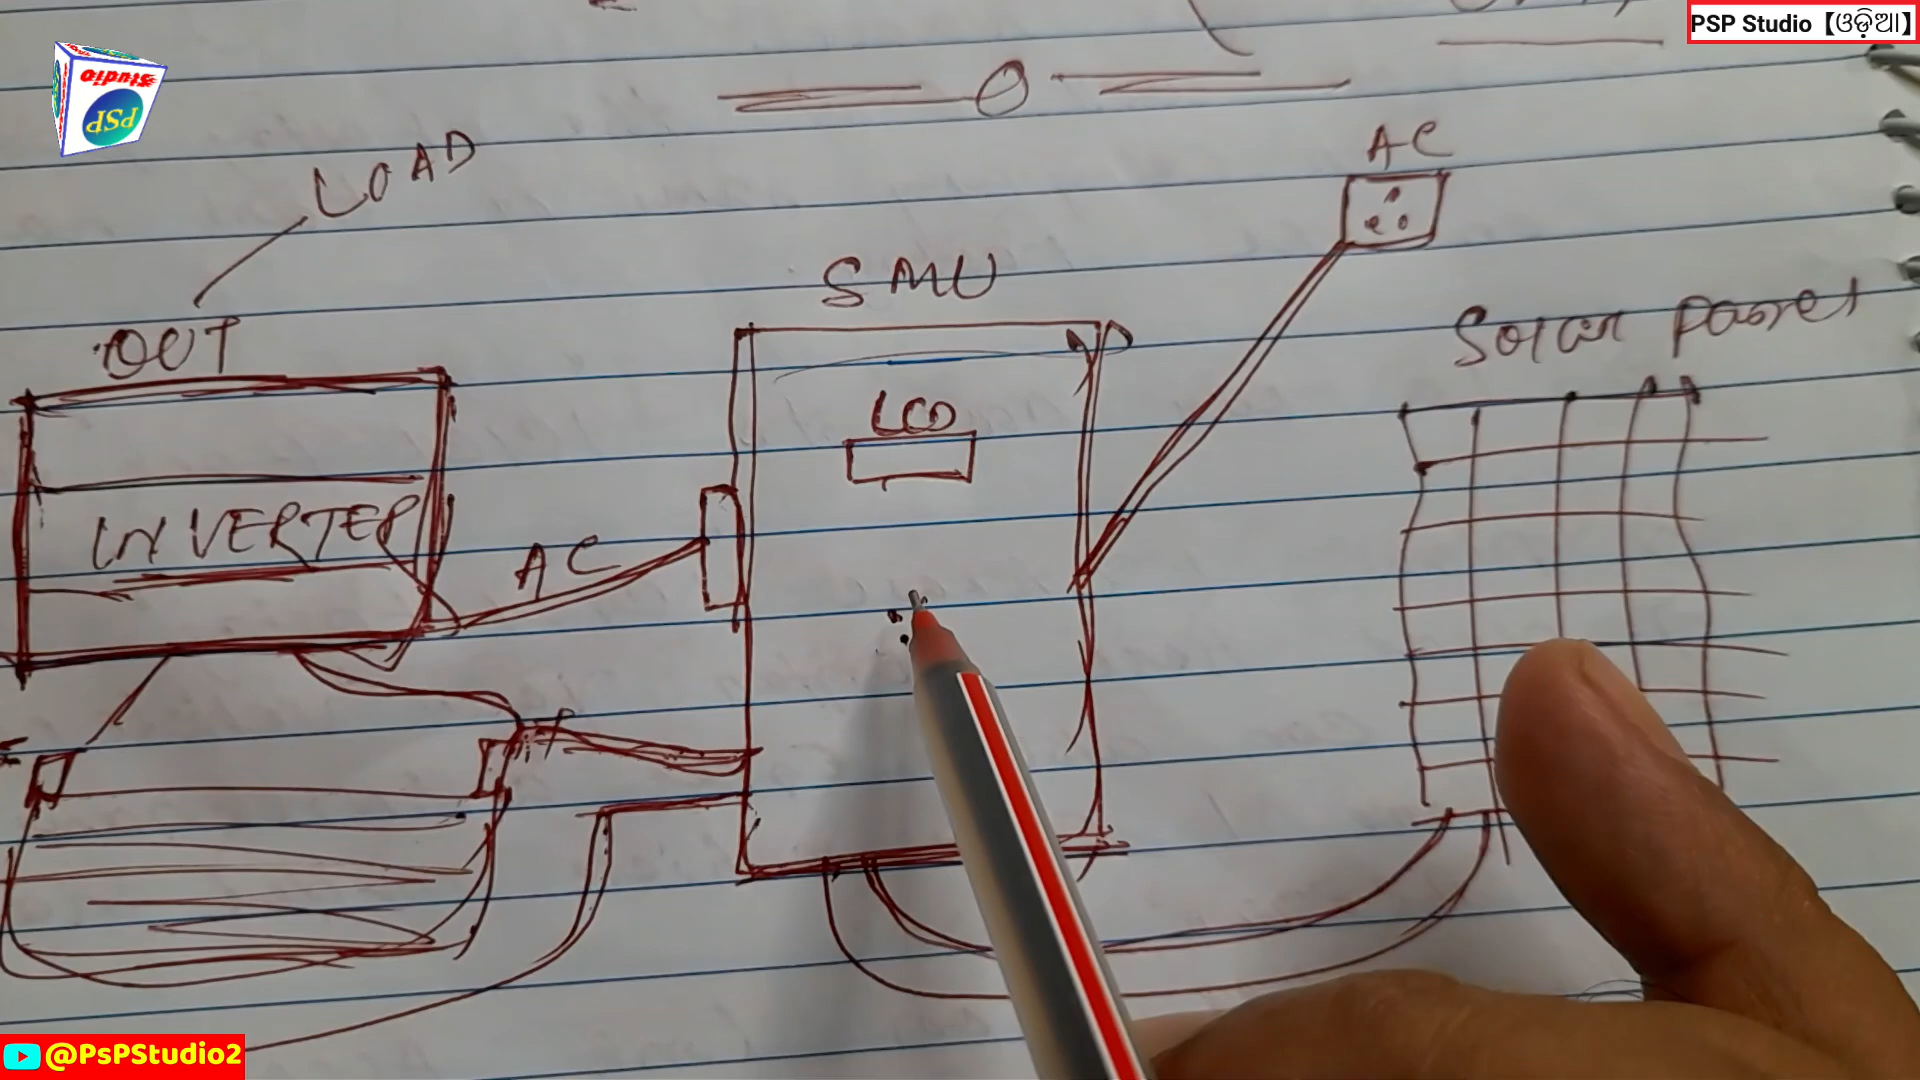 PSP Studio【ଓଡ଼ିଆ】
Studio
PSP
LOAD
AC
SMU
OUT
Solar Panel
LCD
INVERTER
AC
@PsPStudio2